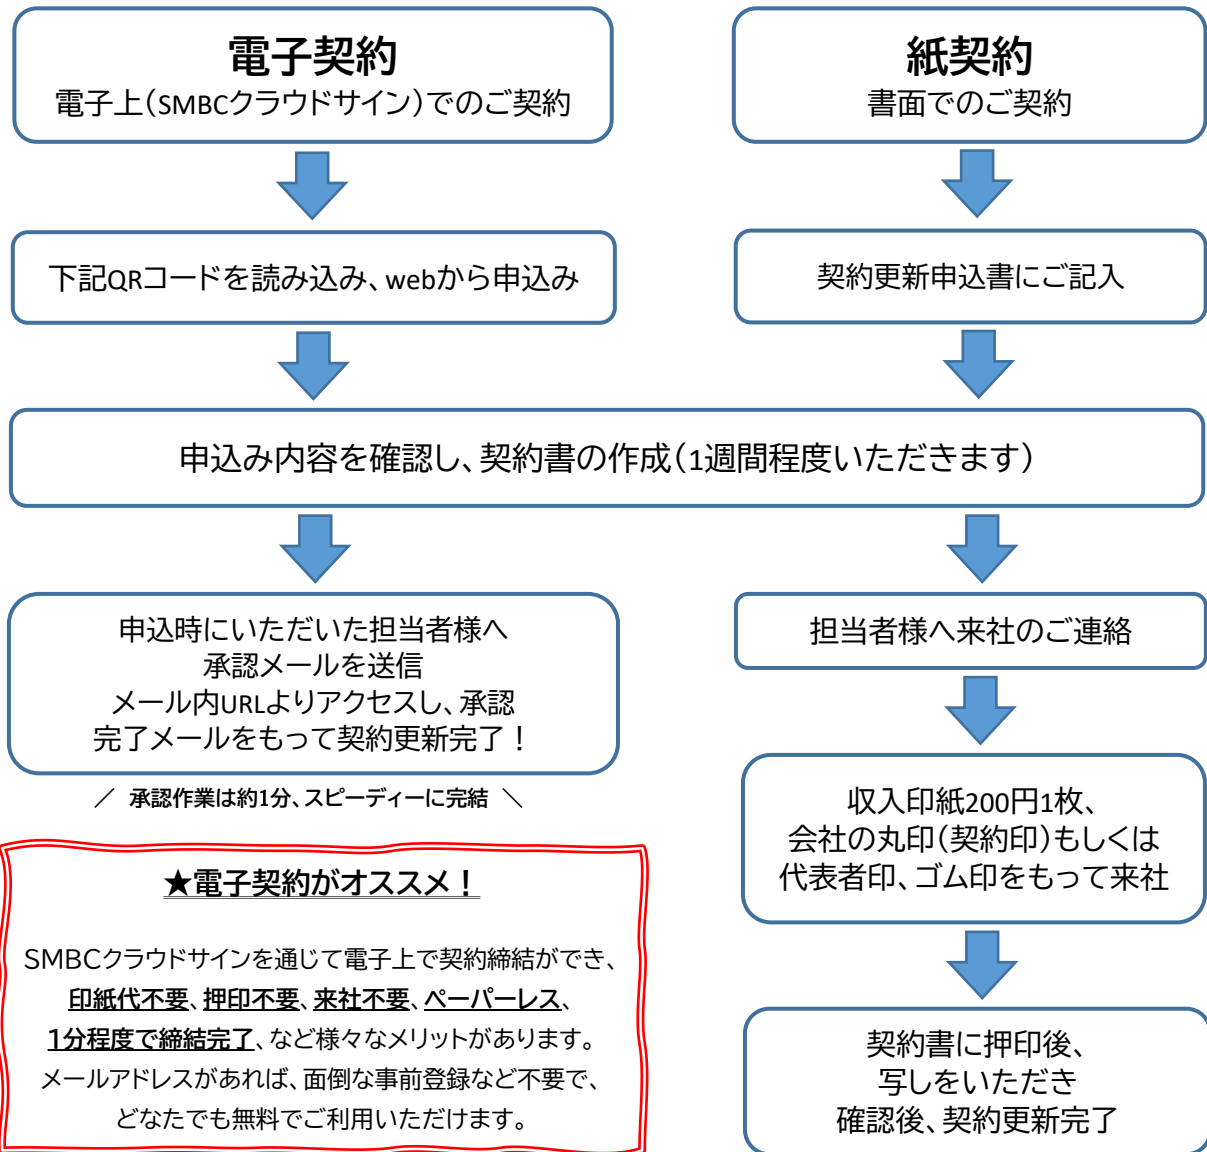 電子契約
電子上(SMBCクラウドサイン)でのご契約
紙契約
書面でのご契約
下記QRコードを読み込み、webから申込み
契約更新申込書にご記入
申込み内容を確認し、契約書の作成(1週間程度いただきます)
申込時にいただいた担当者様へ
承認メールを送信
メール内URLよりアクセスし、承認
完了メールをもって契約更新完了！
／ 承認作業は約1分、スピーディーに完結 ＼
担当者様へ来社のご連絡
収入印紙200円1枚、
会社の丸印(契約印)もしくは
代表者印、ゴム印をもって来社
★電子契約がオススメ！
SMBCクラウドサインを通じて電子上で契約締結ができ、
印紙代不要、押印不要、来社不要、ペーパーレス、
1分程度で締結完了、など様々なメリットがあります。
メールアドレスがあれば、面倒な事前登録など不要で、
どなたでも無料でご利用いただけます。
契約書に押印後、
写しをいただき
確認後、契約更新完了